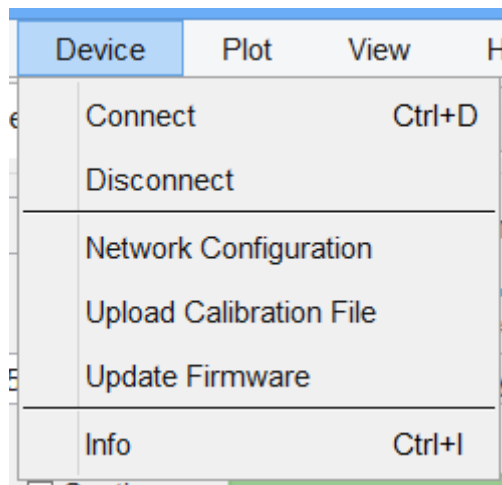 Device Plot View
Connect Ctrl+D
Disconnect
Network Configuration
Upload Calibration File
Update Firmware
Info Ctrl+I